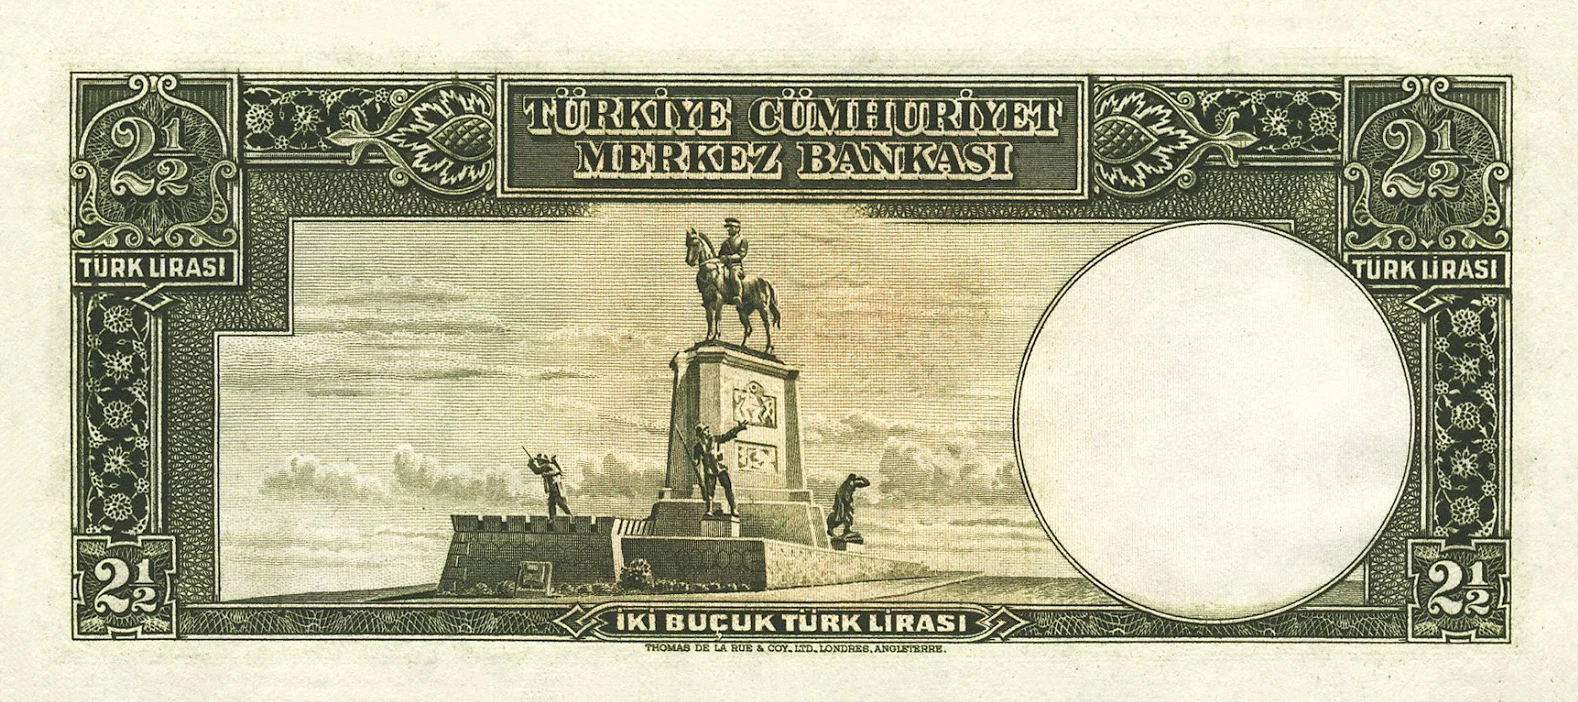 TÜRKİYE CÜMHURİYET
MERKEZ BANKASI
2½
2½
TÜRK LİRASI
TÜRK LİRASI
2½
2½
İKİ BUÇUK TÜRK LİRASI
THOMAS DE LA RUE & COY. LTD. LONDRES, ANGLETERRE.